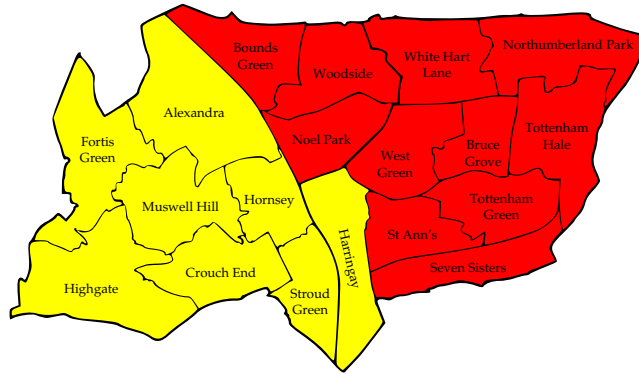 Bounds
Green
Woodside
White Hart
Lane
Northumberland Park
Alexandra
Fortis
Green
Noel Park
West
Green
Bruce
Grove
Tottenham
Hale
Muswell Hill
Hornsey
Harringay
St Ann's
Tottenham
Green
Highgate
Crouch End
Stroud
Green
Seven Sisters